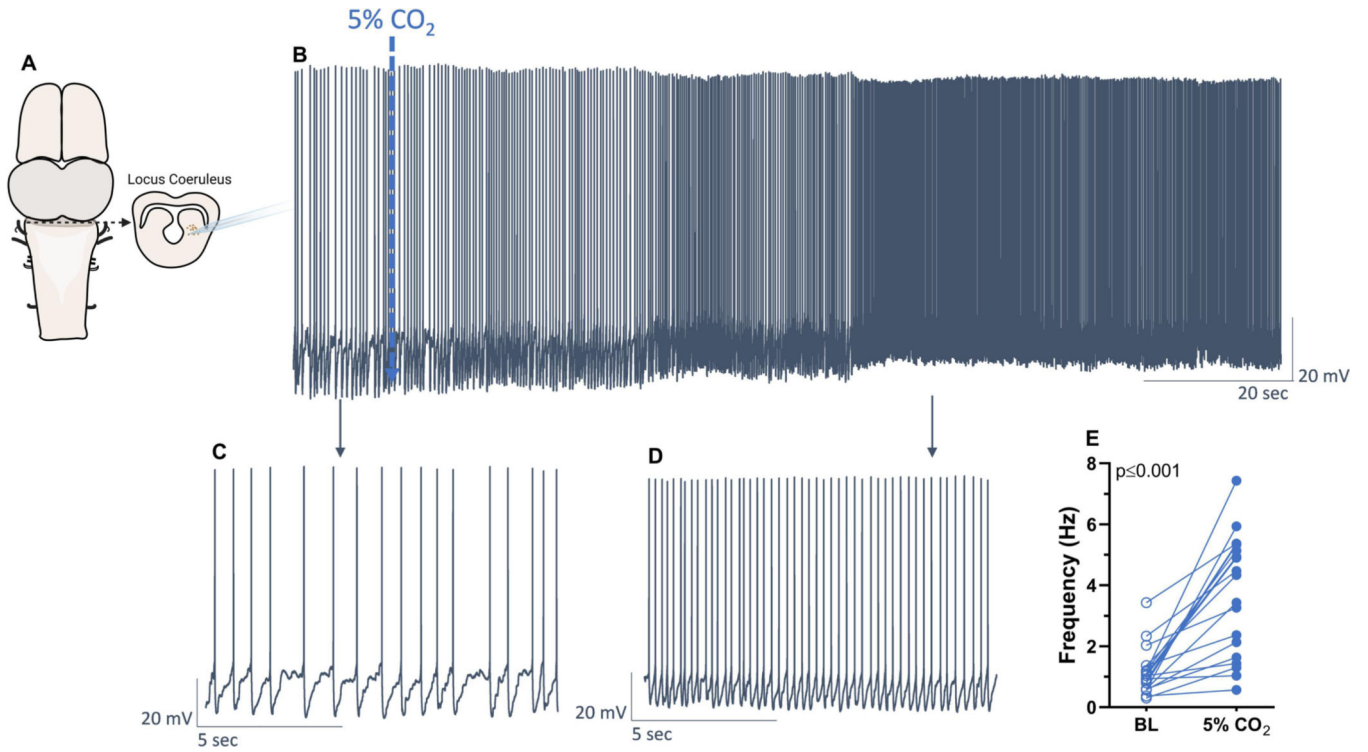 5% CO₂
A
B
Locus Coeruleus
20 mV
20 sec
C
D
E
20 mV
5 sec
20 mV
5 sec
p≤0.001
Frequency (Hz)
8
6
4
2
0
BL
5% CO₂